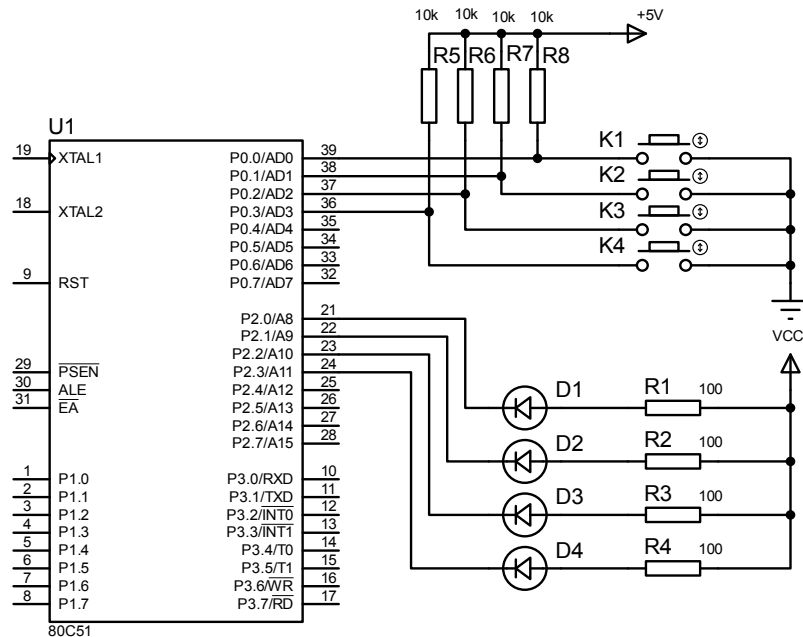 10k 10k 10k 10k
+5V
R5 R6 R7 R8
U1
19 XTAL1
18 XTAL2
9 RST
29 PSEN
30 ALE
31 EA
1 P1.0
2 P1.1
3 P1.2
4 P1.3
5 P1.4
6 P1.5
7 P1.6
8 P1.7
P0.0/AD0 39
P0.1/AD1 38
P0.2/AD2 37
P0.3/AD3 36
P0.4/AD4 35
P0.5/AD5 34
P0.6/AD6 33
P0.7/AD7 32
P2.0/A8 21
P2.1/A9 22
P2.2/A10 23
P2.3/A11 24
P2.4/A12 25
P2.5/A13 26
P2.6/A14 27
P2.7/A15 28
P3.0/RXD 10
P3.1/TXD 11
P3.2/INT0 12
P3.3/INT1 13
P3.4/T0 14
P3.5/T1 15
P3.6/WR 16
P3.7/RD 17
80C51
K1
K2
K3
K4
VCC
D1 R1 100
D2 R2 100
D3 R3 100
D4 R4 100